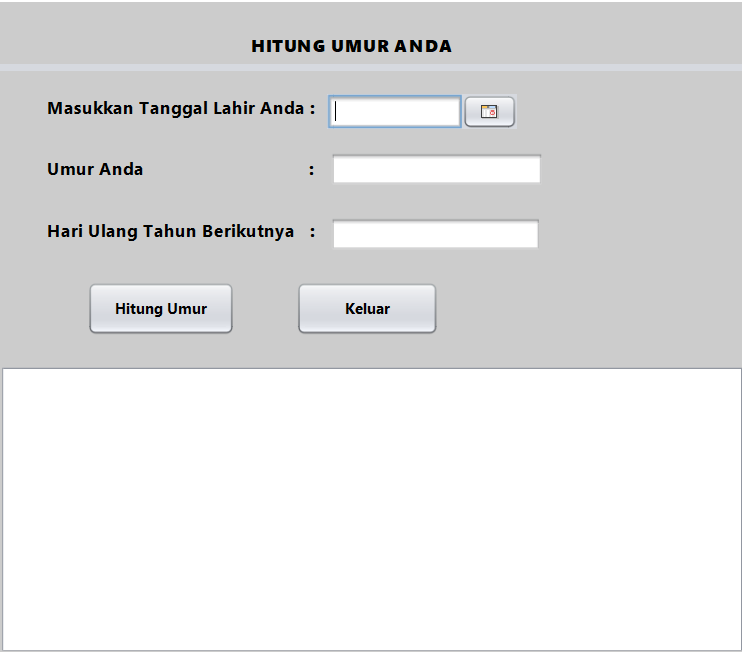 HITUNG UMUR ANDA
Masukkan Tanggal Lahir Anda :
Umur Anda :
Hari Ulang Tahun Berikutnya :
Hitung Umur Keluar